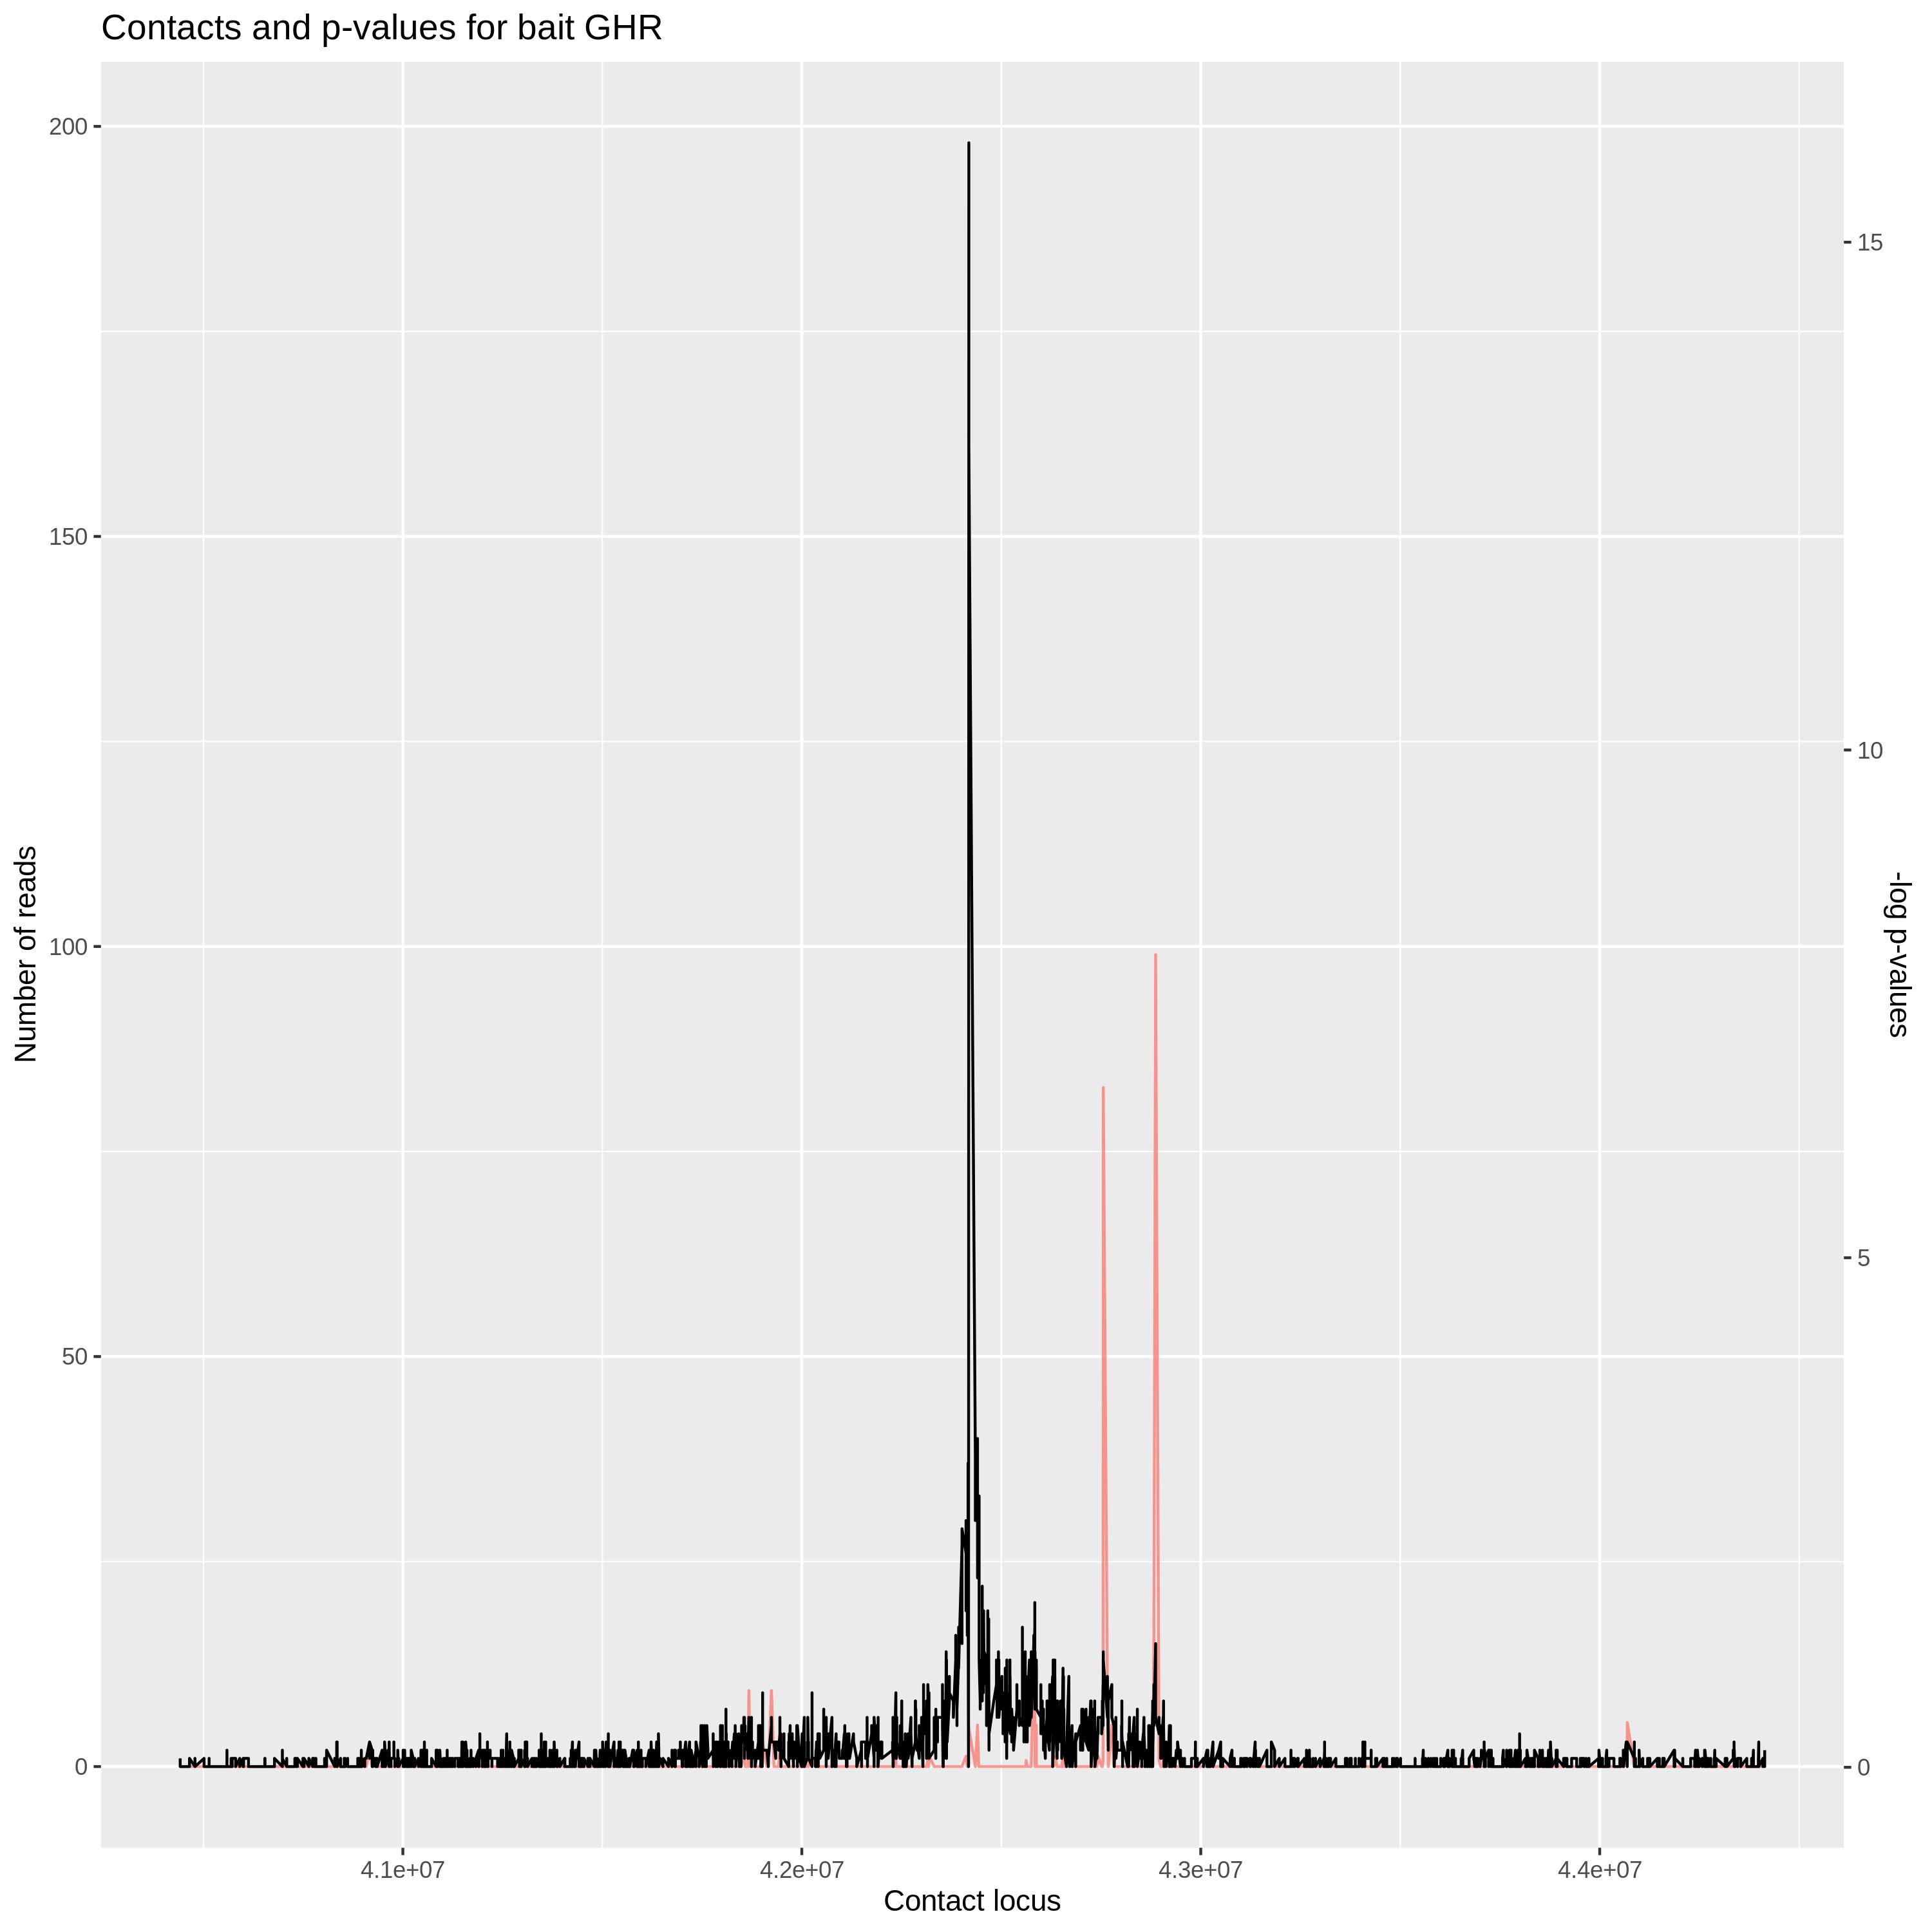 Contacts and p-values for bait GHR
200
150
100
50
0
Number of reads
15
10
5
0
-log p-values
4.1e+07
4.2e+07
4.3e+07
4.4e+07
Contact locus